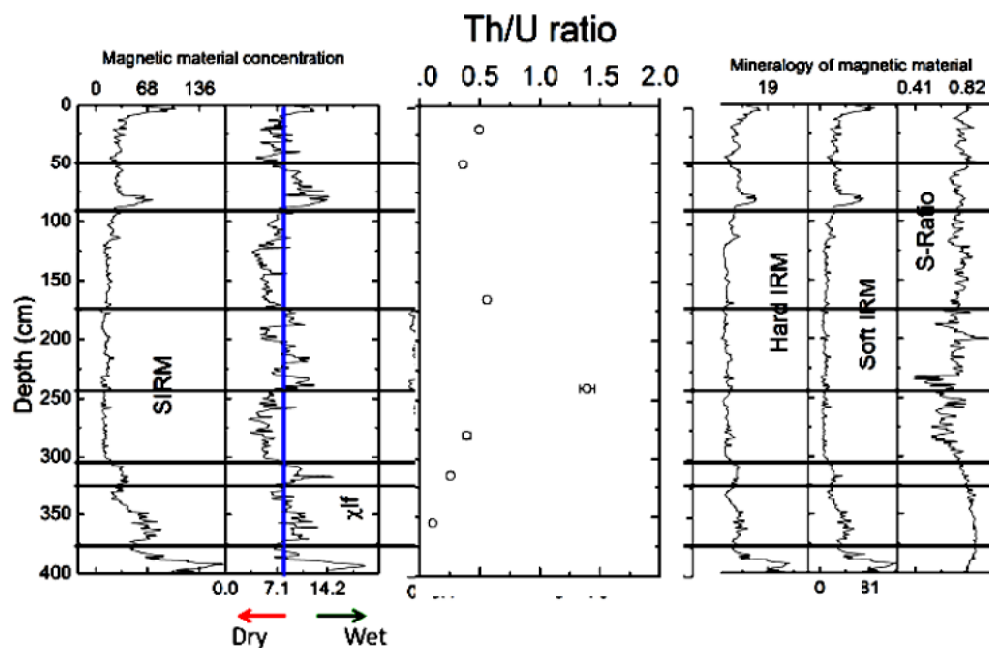 Th/U ratio
Magnetic material concentration
Mineralogy of magnetic material
0 68 136
.0 0.5 1.0 1.5 2.0
19
0.41 0.82
0
50
100
150
200
250
300
350
400
Depth (cm)
SIRM
χlf
Hard IRM
Soft IRM
S-Ratio
0.0 7.1 14.2
0 81
Dry
Wet